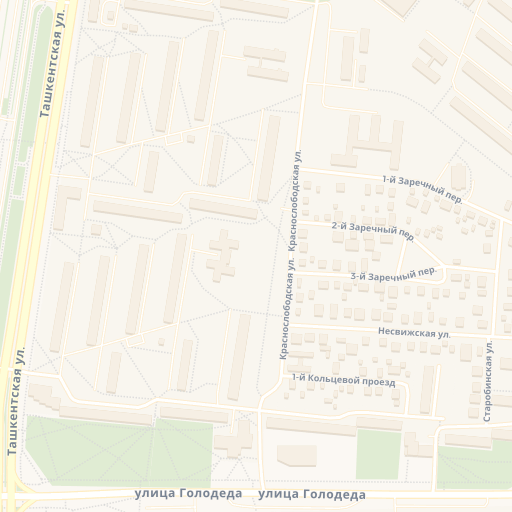 Ташкентская ул.
Краснослободская ул.
1-й Заречный пер.
2-й Заречный пер.
3-й Заречный пер.
Краснослободская ул.
Несвижская ул.
1-й Кольцевой проезд
Старобинская ул.
Ташкентская ул.
улица Голодеда
улица Голодеда